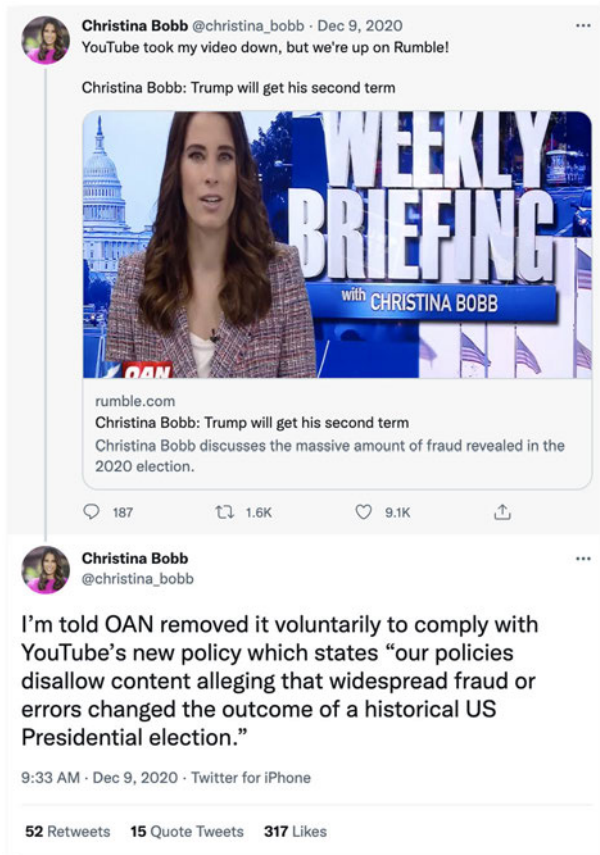 Christina Bobb @christina_bobb · Dec 9, 2020
YouTube took my video down, but we're up on Rumble!
Christina Bobb: Trump will get his second term
WEEKLY
BRIEFING
with CHRISTINA BOBB
OAN
rumble.com
Christina Bobb: Trump will get his second term
Christina Bobb discusses the massive amount of fraud revealed in the
2020 election.
187 1.6K 9.1K
Christina Bobb
@christina_bobb
I’m told OAN removed it voluntarily to comply with
YouTube’s new policy which states “our policies
disallow content alleging that widespread fraud or
errors changed the outcome of a historical US
Presidential election.”
9:33 AM · Dec 9, 2020 · Twitter for iPhone
52 Retweets 15 Quote Tweets 317 Likes